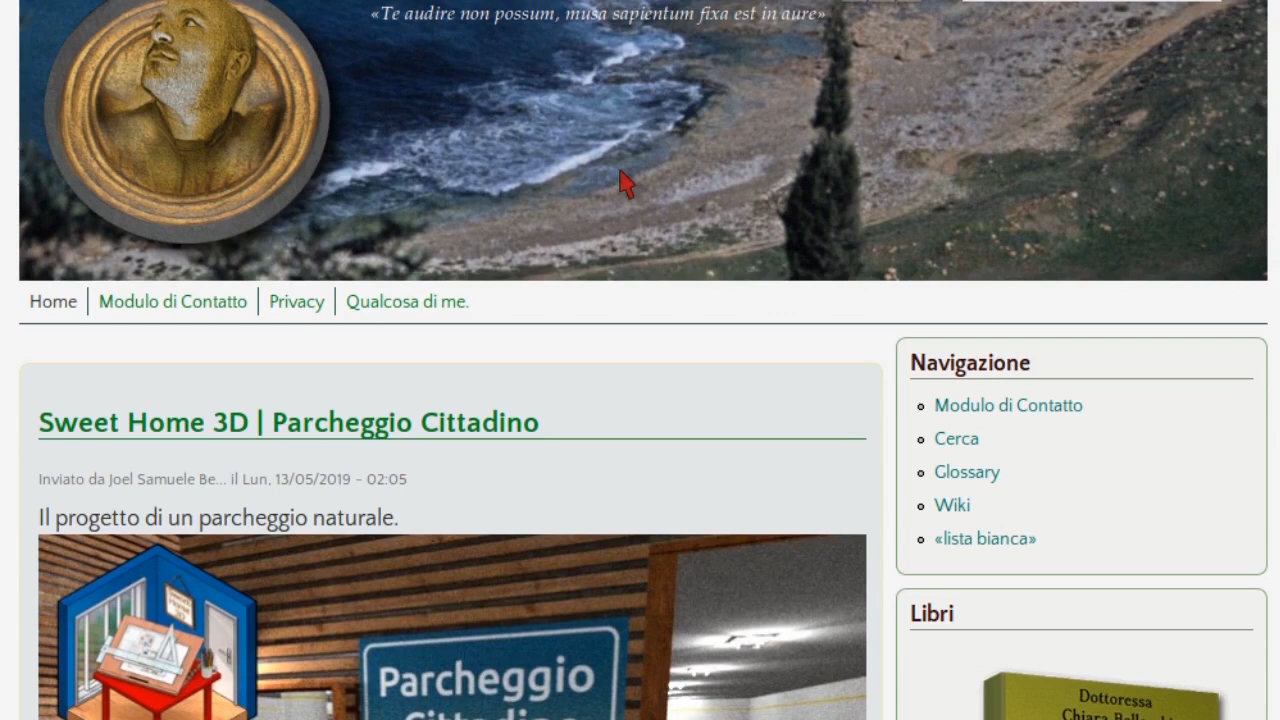 «Te audire non possum, musa sapientum fixa est in aure»
Home
Modulo di Contatto
Privacy
Qualcosa di me.
Sweet Home 3D | Parcheggio Cittadino
Inviato da Joel Samuele Be... il Lun, 13/05/2019 - 02:05
Il progetto di un parcheggio naturale.
Parcheggio
Cittadino
Navigazione
Modulo di Contatto
Cerca
Glossary
Wiki
«lista bianca»
Libri
Dottoressa
Chiara